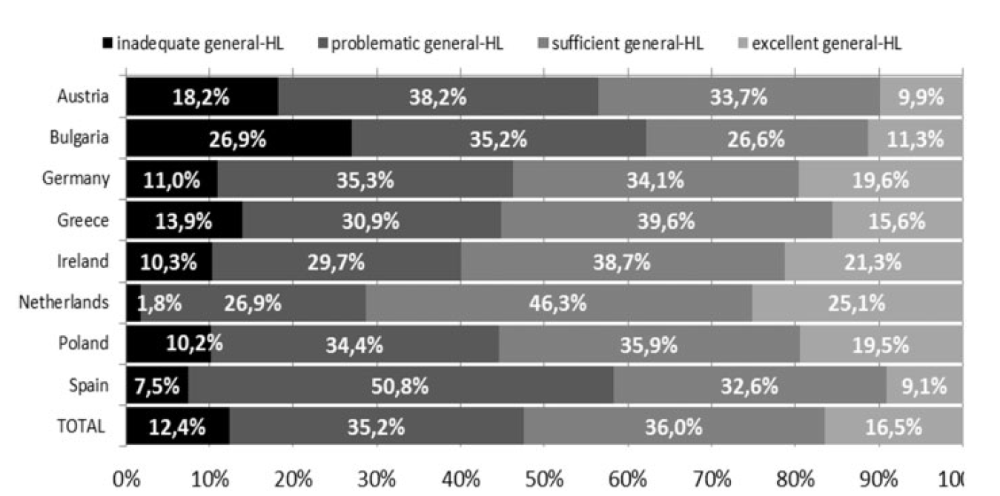 inadequate general-HL problematic general-HL sufficient general-HL excellent general-HL
Austria 18,2% 38,2% 33,7% 9,9%
Bulgaria 26,9% 35,2% 26,6% 11,3%
Germany 11,0% 35,3% 34,1% 19,6%
Greece 13,9% 30,9% 39,6% 15,6%
Ireland 10,3% 29,7% 38,7% 21,3%
Netherlands 1,8% 26,9% 46,3% 25,1%
Poland 10,2% 34,4% 35,9% 19,5%
Spain 7,5% 50,8% 32,6% 9,1%
TOTAL 12,4% 35,2% 36,0% 16,5%
0% 10% 20% 30% 40% 50% 60% 70% 80% 90%